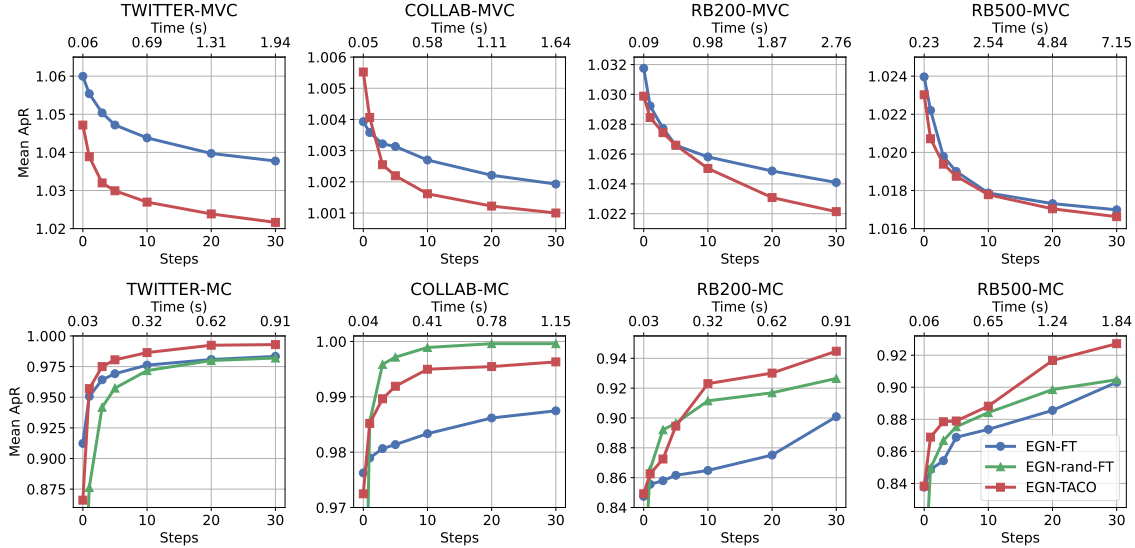 TWITTER-MVC
Time (s)
0.06 0.69 1.31 1.94
Mean ApR
1.06
1.05
1.04
1.03
1.02
0 10 20 30
Steps
COLLAB-MVC
Time (s)
0.05 0.58 1.11 1.64
1.006
1.005
1.004
1.003
1.002
1.001
0 10 20 30
Steps
RB200-MVC
Time (s)
0.09 0.98 1.87 2.76
1.032
1.030
1.028
1.026
1.024
1.022
0 10 20 30
Steps
RB500-MVC
Time (s)
0.23 2.54 4.84 7.15
1.024
1.022
1.020
1.018
1.016
0 10 20 30
Steps
TWITTER-MC
Time (s)
0.03 0.32 0.62 0.91
Mean ApR
1.000
0.975
0.950
0.925
0.900
0.875
0 10 20 30
Steps
COLLAB-MC
Time (s)
0.04 0.41 0.78 1.15
1.00
0.99
0.98
0.97
0 10 20 30
Steps
RB200-MC
Time (s)
0.03 0.32 0.62 0.91
0.94
0.92
0.90
0.88
0.86
0.84
0 10 20 30
Steps
RB500-MC
Time (s)
0.06 0.65 1.24 1.84
0.92
0.90
0.88
0.86
0.84
EGN-FT
EGN-rand-FT
EGN-TACO
0 10 20 30
Steps